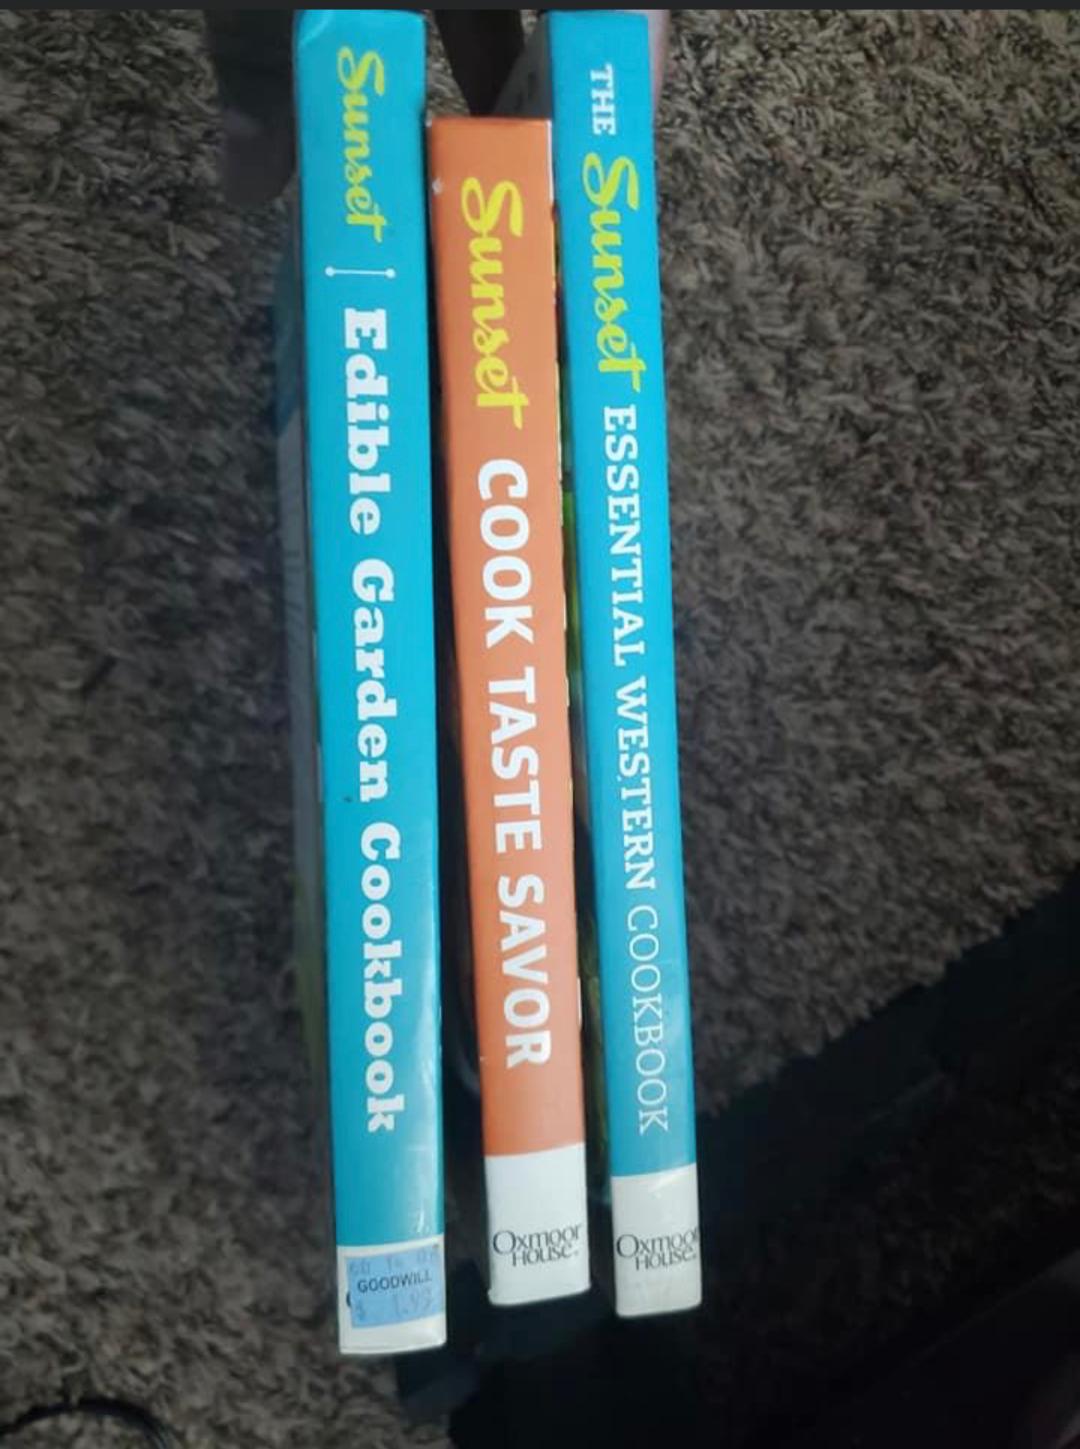 Sunset Edible Garden Cookbook
GOODWILL
Sunset COOK TASTE SAVOR
Oxmoor
House
THE Sunset ESSENTIAL WESTERN COOKBOOK
Oxmoor
House